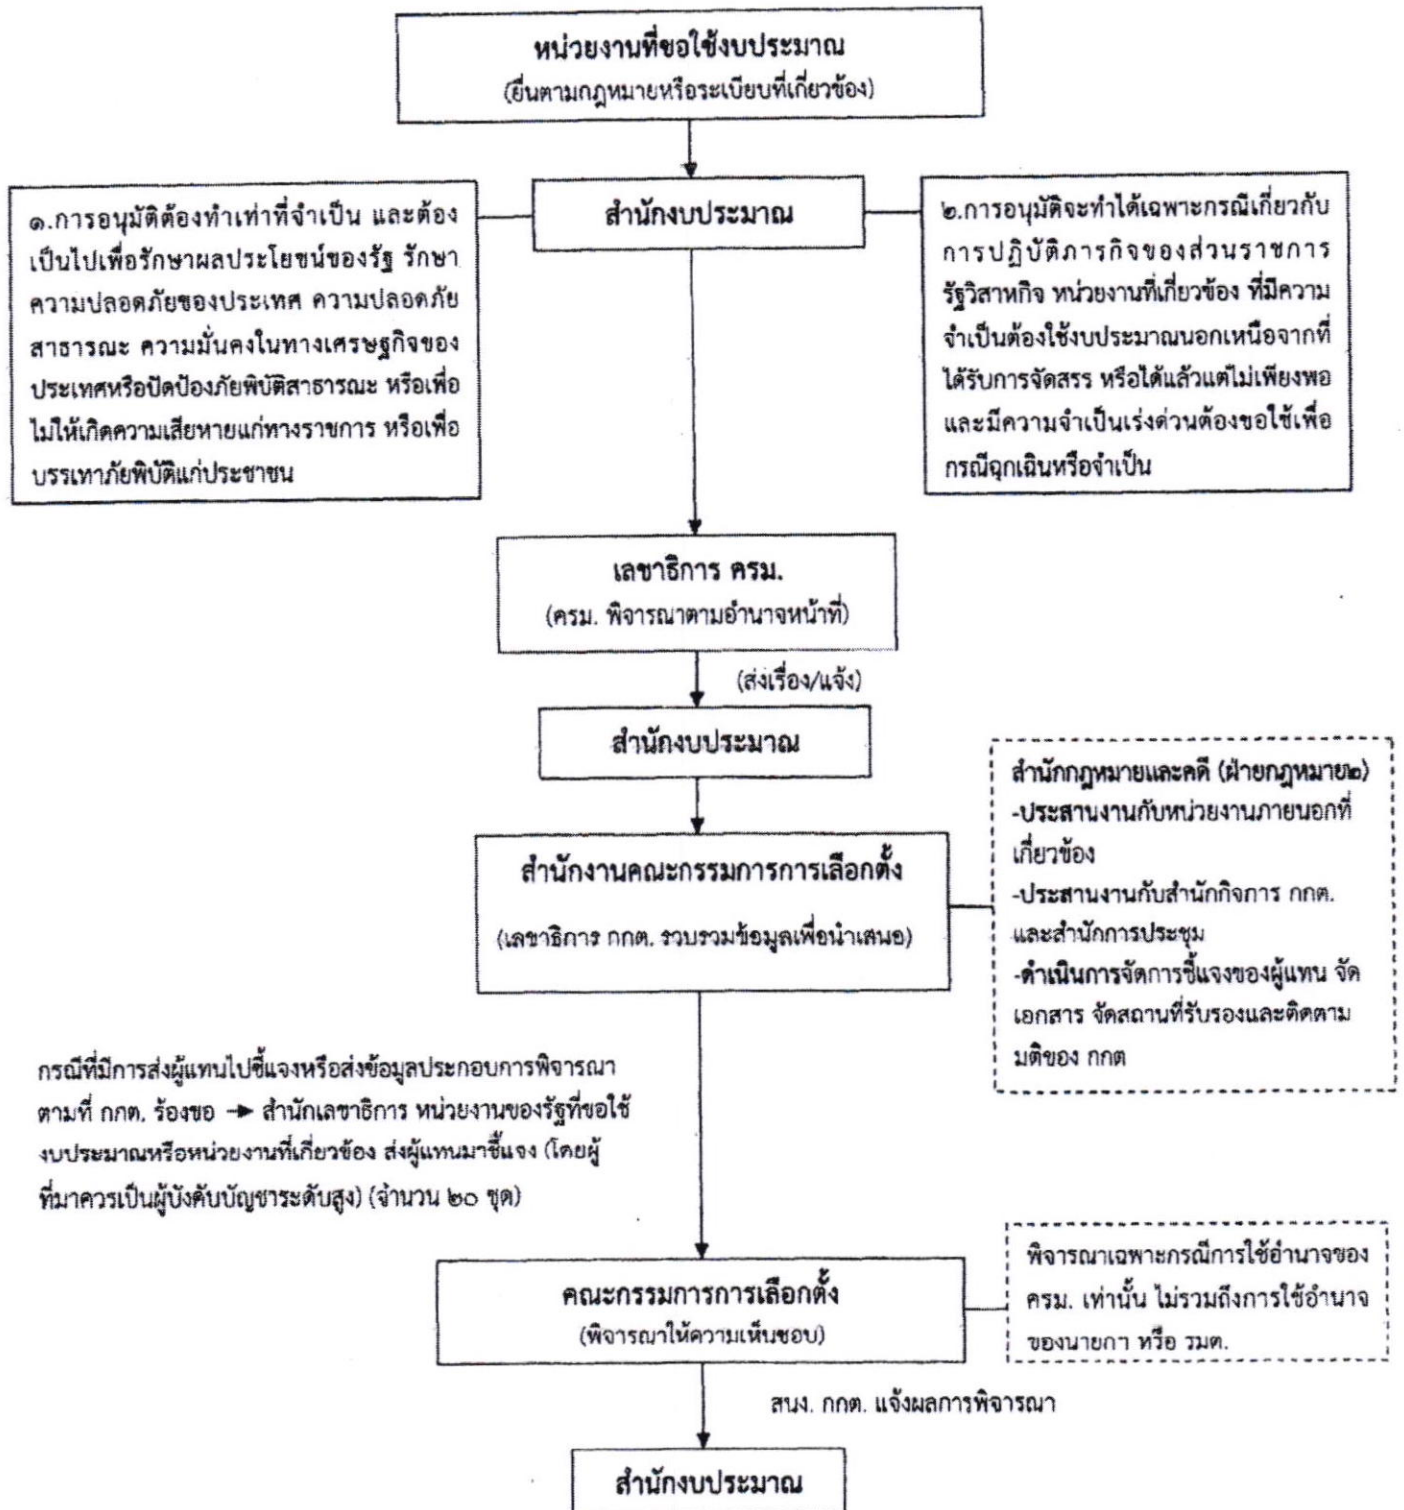 หน่วยงานที่ขอใช้งบประมาณ
(ยื่นตามกฎหมายหรือระเบียบที่เกี่ยวข้อง)
สำนักงบประมาณ
๑.การอนุมัติต้องทำเท่าที่จำเป็น และต้อง
เป็นไปเพื่อรักษาผลประโยชน์ของรัฐ รักษา
ความปลอดภัยของประเทศ ความปลอดภัย
สาธารณะ ความมั่นคงในทางเศรษฐกิจของ
ประเทศหรือปัดป้องภัยพิบัติสาธารณะ หรือเพื่อ
ไม่ให้เกิดความเสียหายแก่ทางราชการ หรือเพื่อ
บรรเทาภัยพิบัติแก่ประชาชน
๒.การอนุมัติจะทำได้เฉพาะกรณีเกี่ยวกับ
การปฏิบัติภารกิจของส่วนราชการ
รัฐวิสาหกิจ หน่วยงานที่เกี่ยวข้อง ที่มีความ
จำเป็นต้องใช้งบประมาณนอกเหนือจากที่
ได้รับการจัดสรร หรือได้แล้วแต่ไม่เพียงพอ
และมีความจำเป็นเร่งด่วนต้องขอใช้เพื่อ
กรณีฉุกเฉินหรือจำเป็น
เลขาธิการ ครม.
(ครม. พิจารณาตามอำนาจหน้าที่)
(ส่งเรื่อง/แจ้ง)
สำนักงบประมาณ
สำนักงานคณะกรรมการการเลือกตั้ง
(เลขาธิการ กกต. รวบรวมข้อมูลเพื่อนำเสนอ)
สำนักกฎหมายและคดี (ฝ่ายกฎหมาย๒)
-ประสานงานกับหน่วยงานภายนอกที่
เกี่ยวข้อง
-ประสานงานกับสำนักกิจการ กกต.
และสำนักการประชุม
-ดำเนินการจัดการชี้แจงของผู้แทน จัด
เอกสาร จัดสถานที่รับรองและติดตาม
มติของ กกต
กรณีที่มีการส่งผู้แทนไปชี้แจงหรือส่งข้อมูลประกอบการพิจารณา
ตามที่ กกต. ร้องขอ → สำนักเลขาธิการ หน่วยงานของรัฐที่ขอใช้
งบประมาณหรือหน่วยงานที่เกี่ยวข้อง ส่งผู้แทนมาชี้แจง (โดยผู้
ที่มาควรเป็นผู้บังคับบัญชาระดับสูง) (จำนวน ๒๐ ชุด)
คณะกรรมการการเลือกตั้ง
(พิจารณาให้ความเห็นชอบ)
พิจารณาเฉพาะกรณีการใช้อำนาจของ
ครม. เท่านั้น ไม่รวมถึงการใช้อำนาจ
ของนายกฯ หรือ รมต.
สนง. กกต. แจ้งผลการพิจารณา
สำนักงบประมาณ